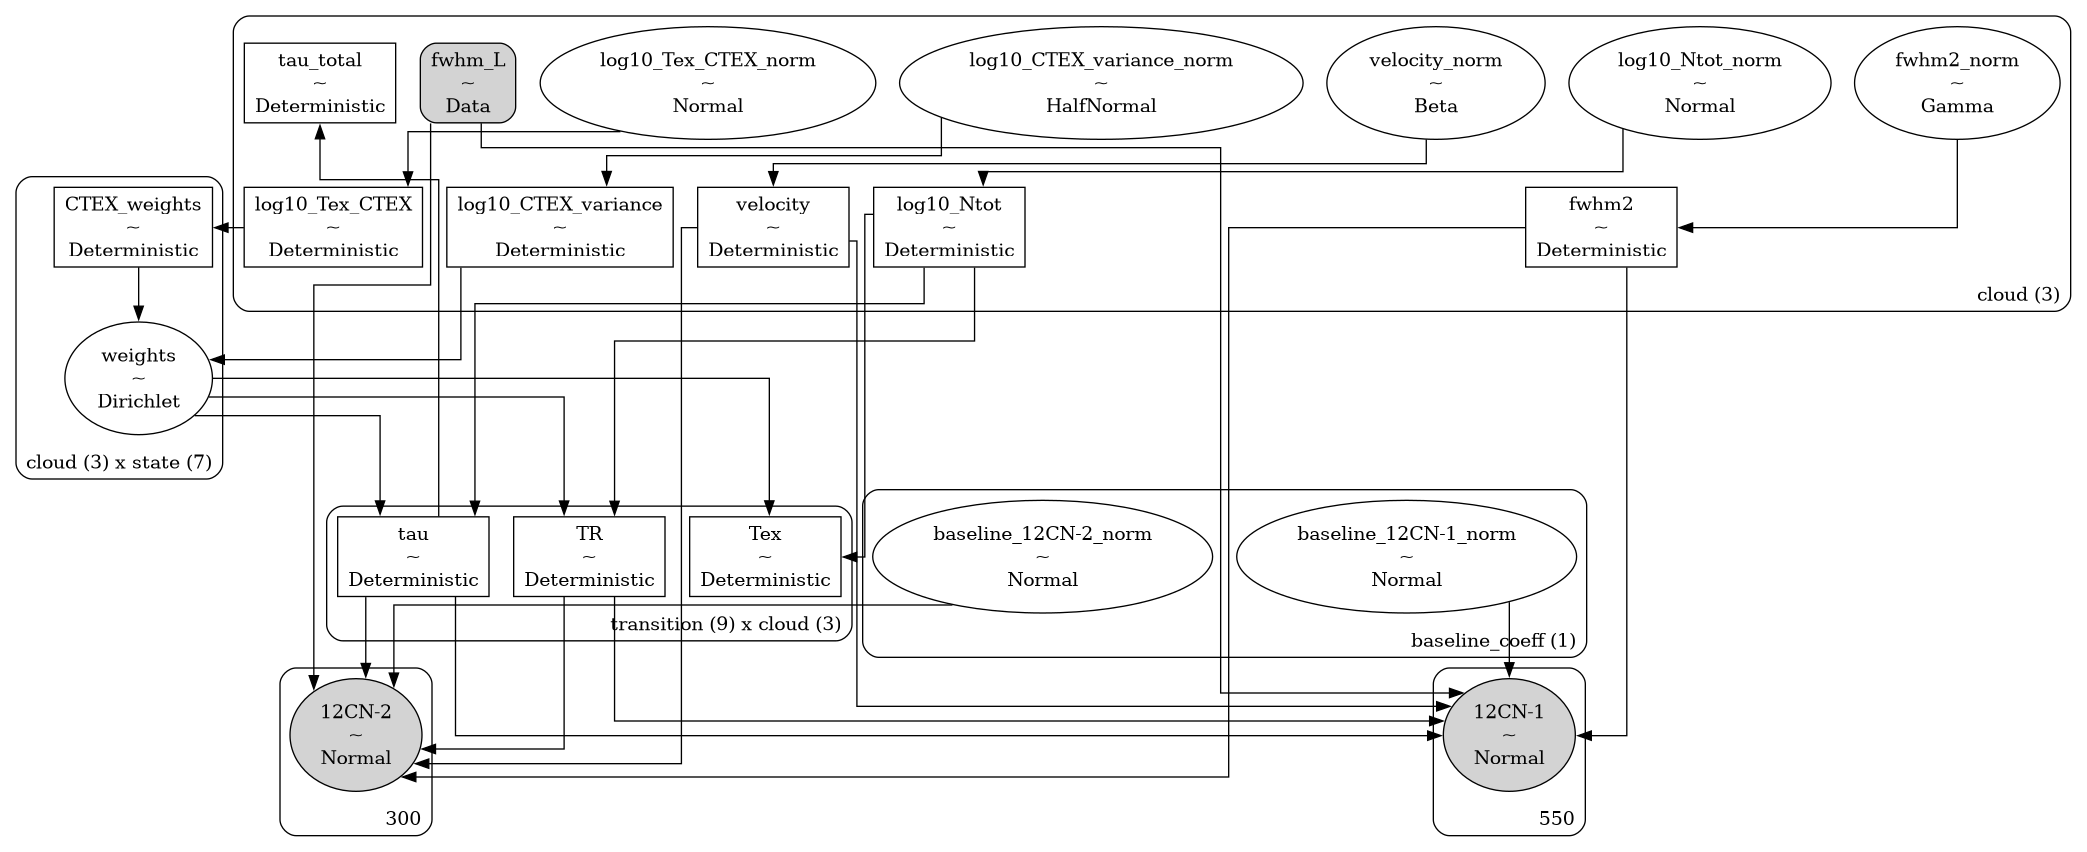 tau_total
~
Deterministic
fwhm_L
~
Data
log10_Tex_CTEX_norm
~
Normal
log10_CTEX_variance_norm
~
HalfNormal
velocity_norm
~
Beta
log10_Ntot_norm
~
Normal
fwhm2_norm
~
Gamma
CTEX_weights
~
Deterministic
log10_Tex_CTEX
~
Deterministic
log10_CTEX_variance
~
Deterministic
velocity
~
Deterministic
log10_Ntot
~
Deterministic
fwhm2
~
Deterministic
cloud (3)
weights
~
Dirichlet
cloud (3) x state (7)
tau
~
Deterministic
TR
~
Deterministic
Tex
~
Deterministic
transition (9) x cloud (3)
baseline_12CN-2_norm
~
Normal
baseline_12CN-1_norm
~
Normal
baseline_coeff (1)
12CN-2
~
Normal
300
12CN-1
~
Normal
550